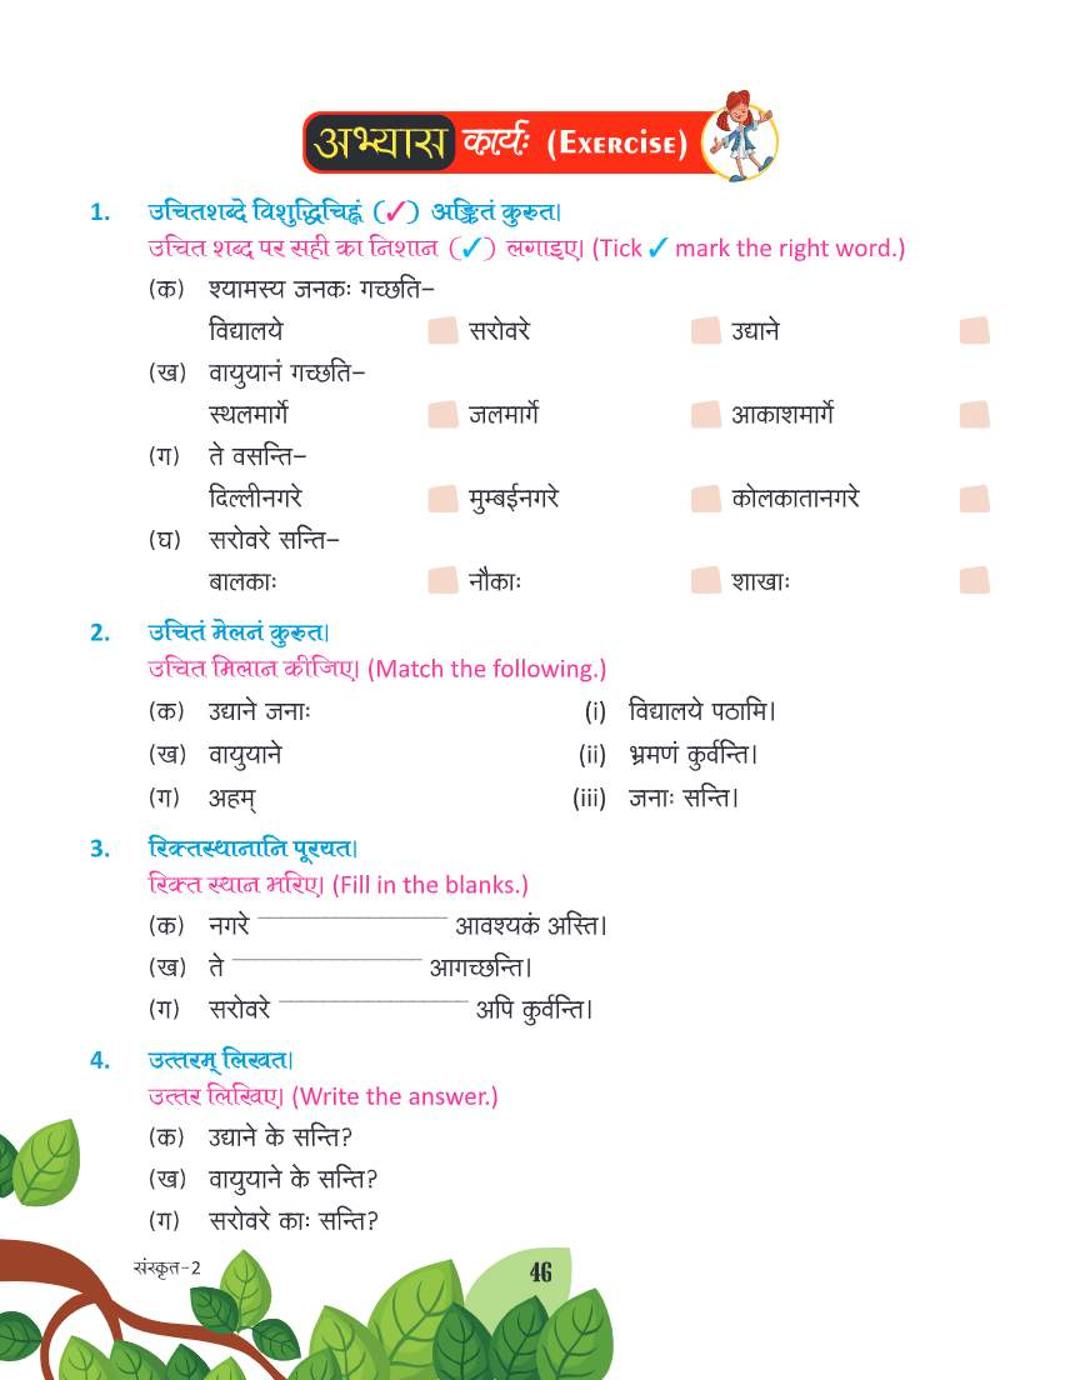 अभ्यास कार्यः (Exercise)
1. उचितशब्दे विशुद्धिचिह्नं (✓) अङ्कितं कुरुत।
उचित शब्द पर सही का निशान (✓) लगाइए। (Tick ✓ mark the right word.)
(क) श्यामस्य जनकः गच्छति–
विद्यालये सरोवरे उद्याने
(ख) वायुयानं गच्छति–
स्थलमार्गे जलमार्गे आकाशमार्गे
(ग) ते वसन्ति–
दिल्लीनगरे मुम्बईनगरे कोलकातानगरे
(घ) सरोवरे सन्ति–
बालकाः नौकाः शाखाः
2. उचितं मेलनं कुरुत।
उचित मिलान कीजिए। (Match the following.)
(क) उद्याने जनाः (i) विद्यालये पठामि।
(ख) वायुयाने (ii) भ्रमणं कुर्वन्ति।
(ग) अहम् (iii) जनाः सन्ति।
3. रिक्तस्थानानि पूरयत।
रिक्त स्थान भरिए। (Fill in the blanks.)
(क) नगरे ____________ आवश्यकं अस्ति।
(ख) ते ____________ आगच्छन्ति।
(ग) सरोवरे ____________ अपि कुर्वन्ति।
4. उत्तरम् लिखत।
उत्तर लिखिए। (Write the answer.)
(क) उद्याने के सन्ति?
(ख) वायुयाने के सन्ति?
(ग) सरोवरे काः सन्ति?
संस्कृत-2 46